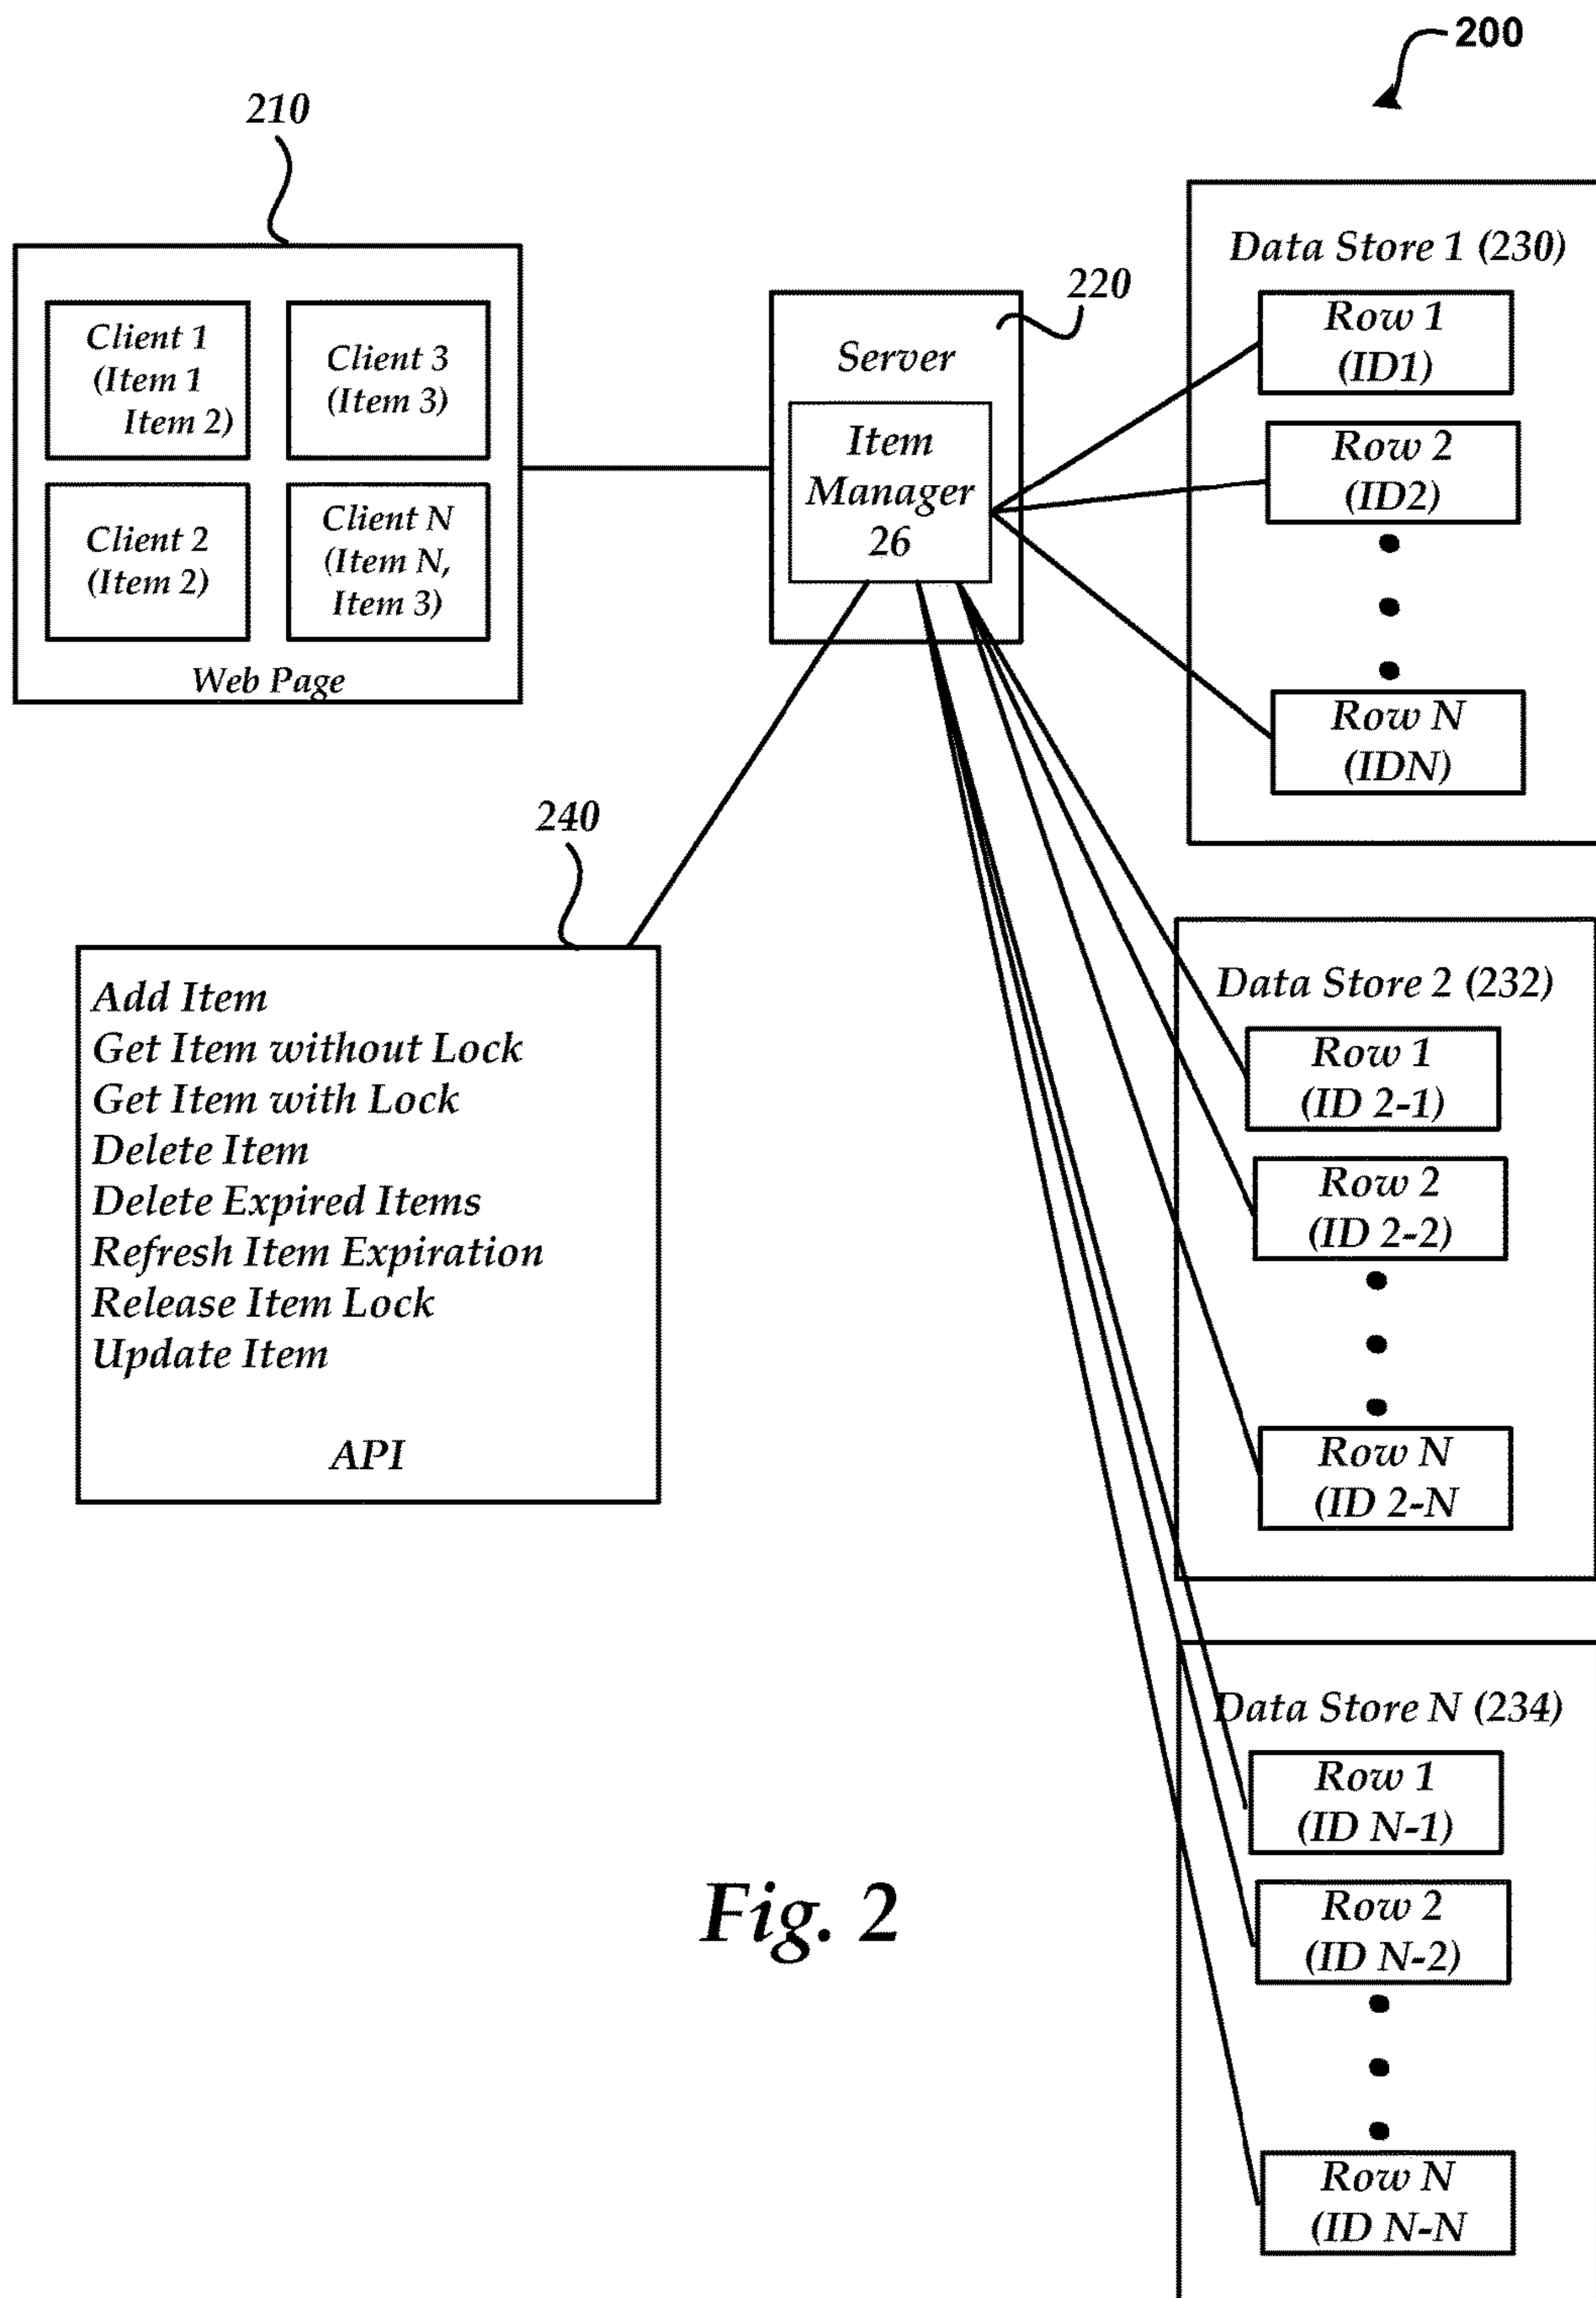 200
210
Client 1
(Item 1
Item 2)
Client 3
(Item 3)
Client 2
(Item 2)
Client N
(Item N,
Item 3)
Web Page
220
Server
Item
Manager
26
Data Store 1 (230)
Row 1
(ID1)
Row 2
(ID2)
Row N
(IDN)
240
Add Item
Get Item without Lock
Get Item with Lock
Delete Item
Delete Expired Items
Refresh Item Expiration
Release Item Lock
Update Item
API
Data Store 2 (232)
Row 1
(ID 2-1)
Row 2
(ID 2-2)
Row N
(ID 2-N
Data Store N (234)
Row 1
(ID N-1)
Row 2
(ID N-2)
Row N
(ID N-N
Fig. 2